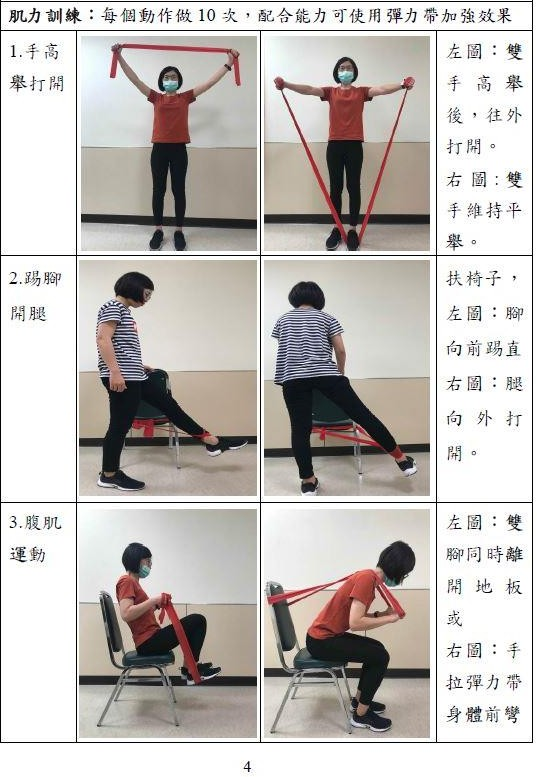 肌力訓練：每個動作做 10 次，配合能力可使用彈力帶加強效果
1.手高
舉打開
左圖：雙
手高舉
後，往外
打開。
右圖：雙
手維持平
舉。
2.踢腳
開腿
扶椅子，
左圖：腳
向前踢直
右圖：腿
向外打
開。
3.腹肌
運動
左圖：雙
腳同時離
開地板
或
右圖：手
拉彈力帶
身體前彎
4